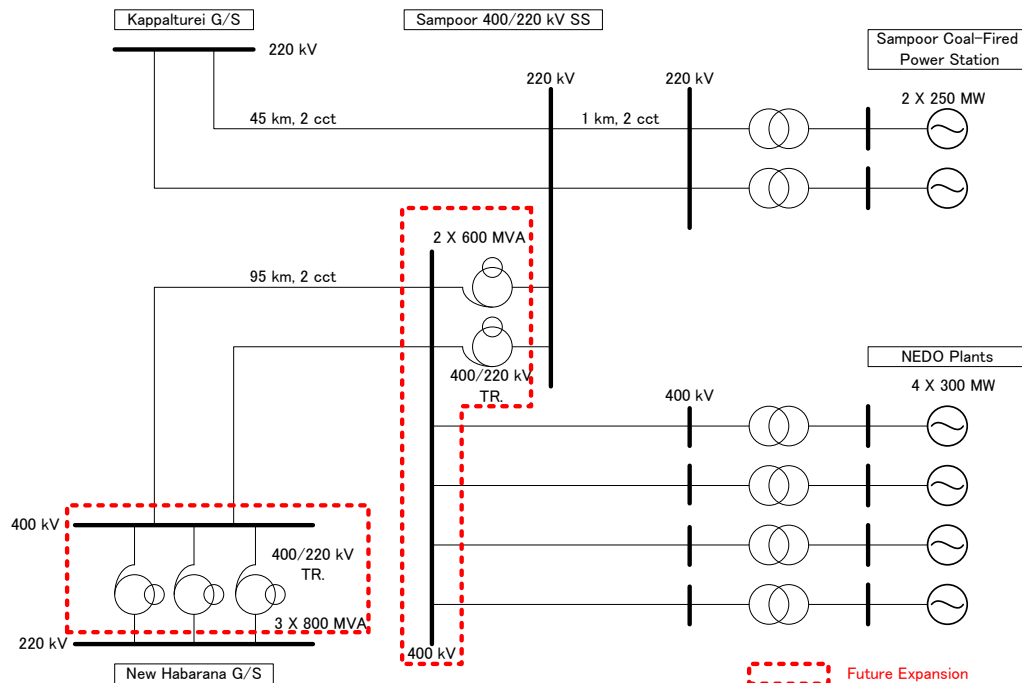 Kappalturei G/S
Sampoor 400/220 kV SS
220 kV
Sampoor Coal-Fired
Power Station
220 kV
220 kV
2 X 250 MW
45 km, 2 cct
1 km, 2 cct
2 X 600 MVA
95 km, 2 cct
400/220 kV
TR.
NEDO Plants
4 X 300 MW
400 kV
400 kV
400/220 kV
TR.
3 X 800 MVA
220 kV
400 kV
New Habarana G/S
Future Expansion